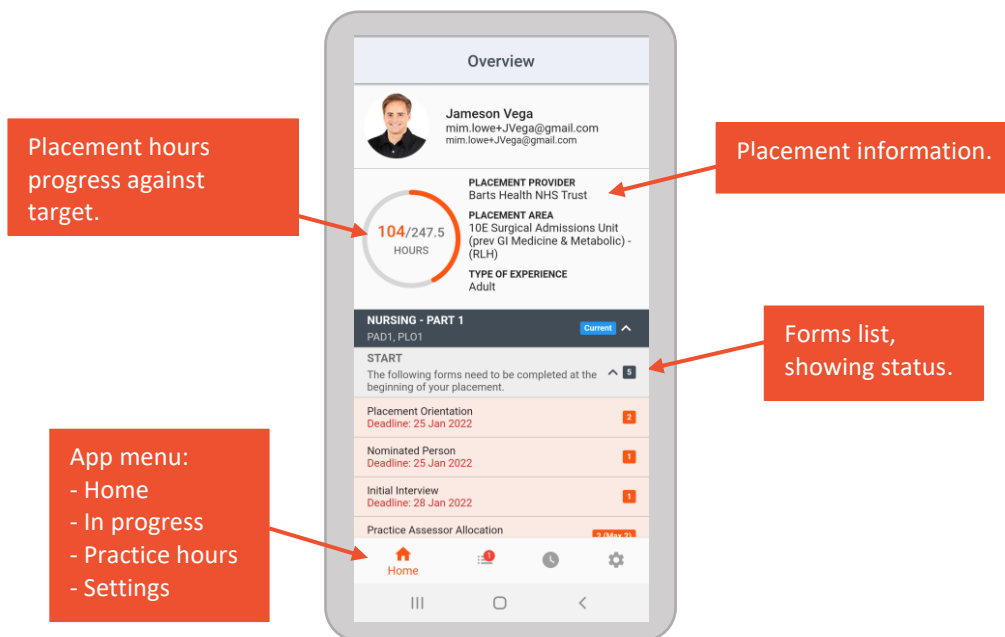 Overview
Jameson Vega
mim.lowe+JVega@gmail.com
mim.lowe+JVega@gmail.com
Placement hours
progress against
target.
Placement information.
104/247.5
HOURS
PLACEMENT PROVIDER
Barts Health NHS Trust
PLACEMENT AREA
10E Surgical Admissions Unit
(prev GI Medicine & Metabolic) -
(RLH)
TYPE OF EXPERIENCE
Adult
NURSING - PART 1
PAD1, PLO1
Current
START
The following forms need to be completed at the
beginning of your placement.
5
Forms list,
showing status.
Placement Orientation
Deadline: 25 Jan 2022
2
Nominated Person
Deadline: 25 Jan 2022
1
Initial Interview
Deadline: 28 Jan 2022
1
Practice Assessor Allocation
2 (Max 2)
App menu:
- Home
- In progress
- Practice hours
- Settings
Home
1